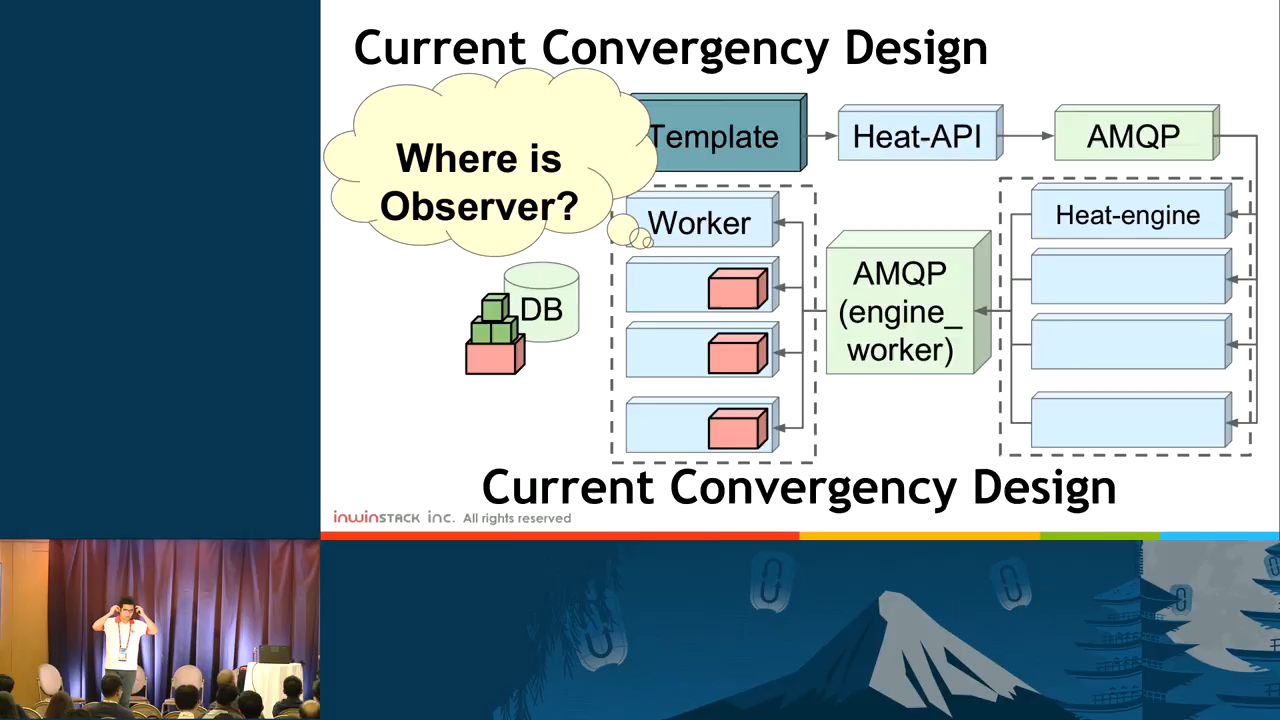 Current Convergency Design
Where is
Observer?
Template
Heat-API
AMQP
Worker
Heat-engine
AMQP
(engine_
worker)
DB
Current Convergency Design
inwinSTACK inc. All rights reserved